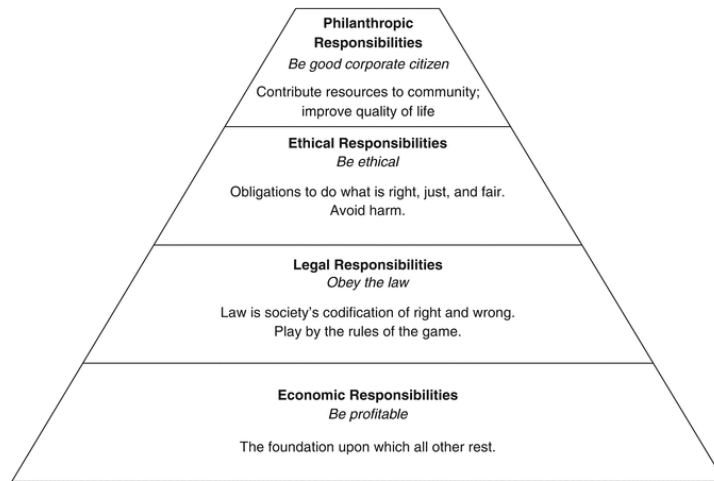 Philanthropic
Responsibilities
Be good corporate citizen
Contribute resources to community;
improve quality of life
Ethical Responsibilities
Be ethical
Obligations to do what is right, just, and fair.
Avoid harm.
Legal Responsibilities
Obey the law
Law is society's codification of right and wrong.
Play by the rules of the game.
Economic Responsibilities
Be profitable
The foundation upon which all other rest.